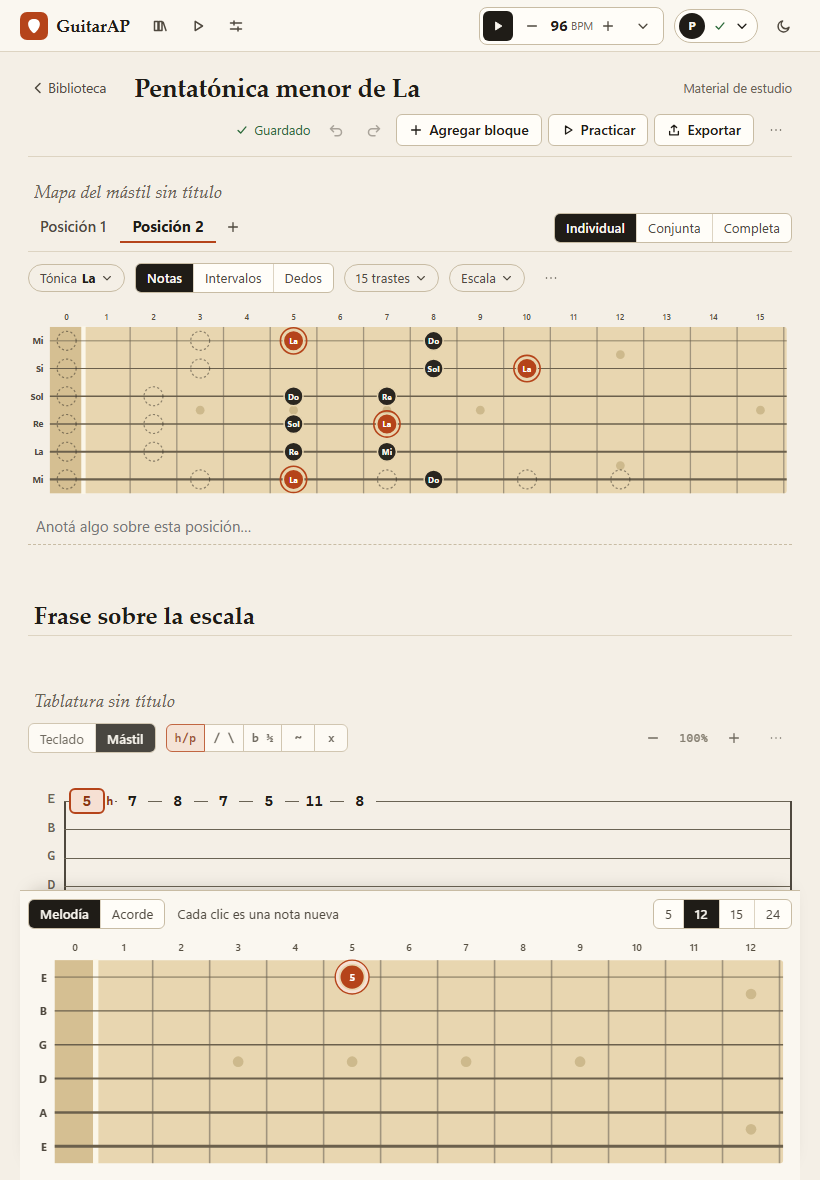 GuitarAP
96 BPM
P
Biblioteca
Pentatónica menor de La
Material de estudio
Guardado
Agregar bloque
Practicar
Exportar
Mapa del mástil sin título
Posición 1 Posición 2 +
Individual Conjunta Completa
Tónica La Notas Intervalos Dedos 15 trastes Escala
0 1 2 3 4 5 6 7 8 9 10 11 12 13 14 15
Mi La Do
Si Sol La
Sol Do Re
Re Sol La
La Re Mi
Mi La Do
Anotá algo sobre esta posición...
Frase sobre la escala
Tablatura sin título
Teclado Mástil h/p / \ b ½ ~ x
− 100% +
E 5 h 7 8 7 5 11 8
B
G
D
Melodía Acorde Cada clic es una nota nueva 5 12 15 24
0 1 2 3 4 5 6 7 8 9 10 11 12
E 5
B
G
D
A
E